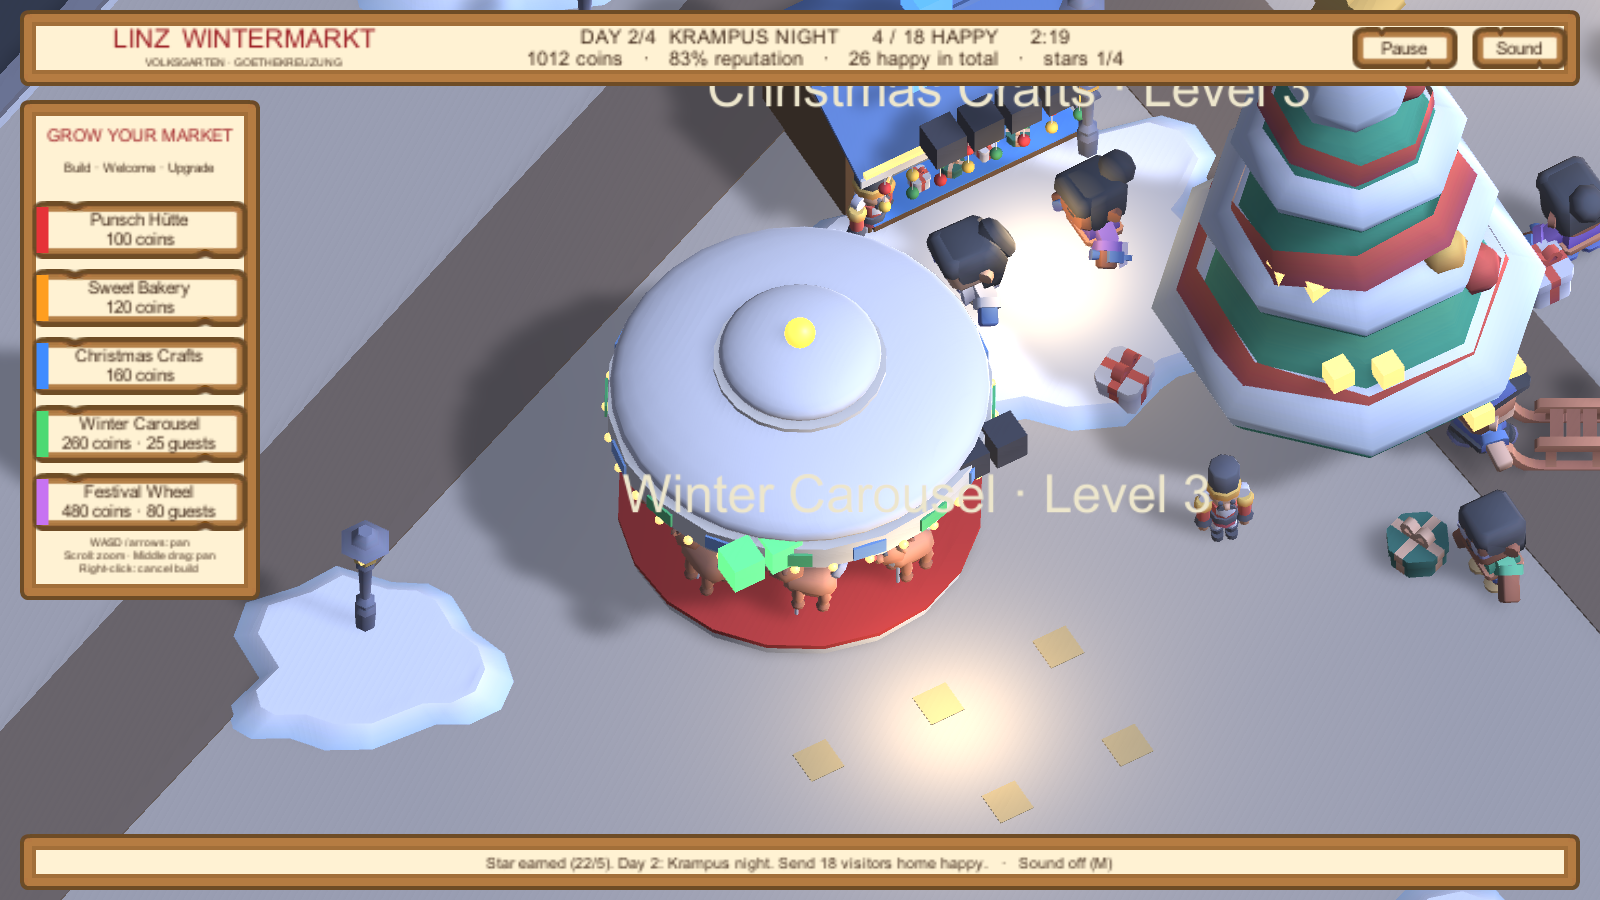 LINZ WINTERMARKT
VOLKSGARTEN · GOETHEKREUZUNG
DAY 2/4 KRAMPUS NIGHT 4 / 18 HAPPY 2:19
1012 coins · 83% reputation · 26 happy in total · stars 1/4
Pause
Sound
Christmas Crafts · Level 3
GROW YOUR MARKET
Build · Welcome · Upgrade
Punsch Hütte
100 coins
Sweet Bakery
120 coins
Christmas Crafts
160 coins
Winter Carousel
260 coins · 25 guests
Festival Wheel
480 coins · 80 guests
WASD /arrows: pan
Scroll: zoom · Middle drag: pan
Right-click: cancel build
Winter Carousel · Level 3
Star earned (22/5). Day 2: Krampus night. Send 18 visitors home happy. · Sound off (M)